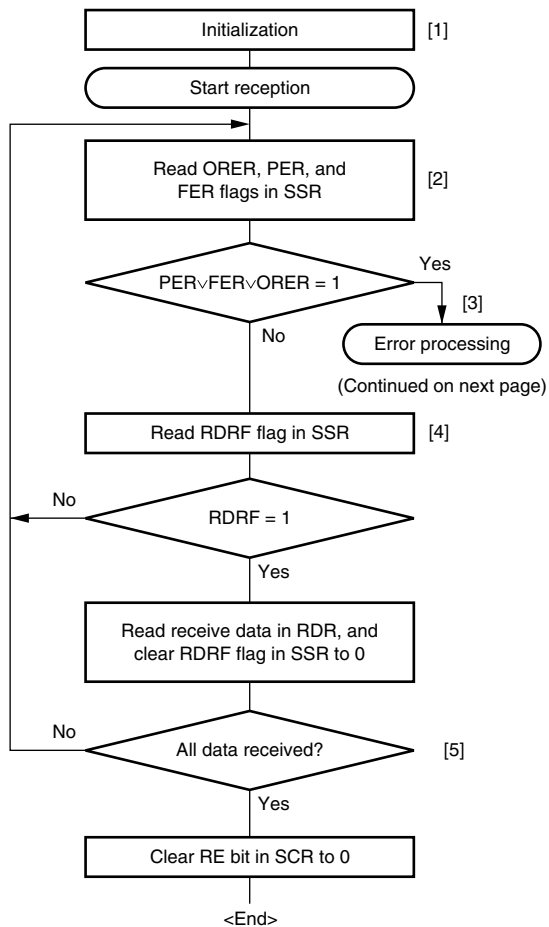 Initialization
[1]
Start reception
Read ORER, PER, and
FER flags in SSR
[2]
PER∨FER∨ORER = 1
Yes
[3]
No
Error processing
(Continued on next page)
Read RDRF flag in SSR
[4]
No
RDRF = 1
Yes
Read receive data in RDR, and
clear RDRF flag in SSR to 0
No
All data received?
[5]
Yes
Clear RE bit in SCR to 0
<End>